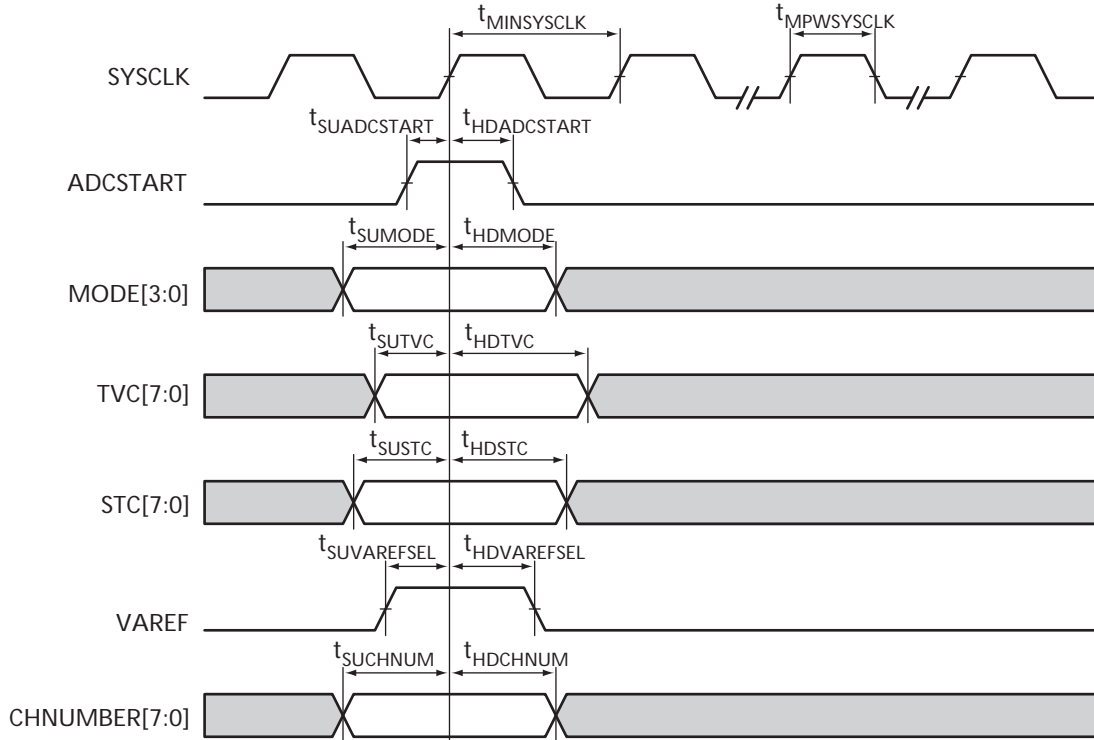 tMINSYSCLK
tMPWSYSCLK
SYSCLK
tSUADCSTART
tHDADCSTART
ADCSTART
tSUMODE
tHDMODE
MODE[3:0]
tSUTVC
tHDTVC
TVC[7:0]
tSUSTC
tHDSTC
STC[7:0]
tSUVAREFSEL
tHDVAREFSEL
VAREF
tSUCHNUM
tHDCHNUM
CHNUMBER[7:0]